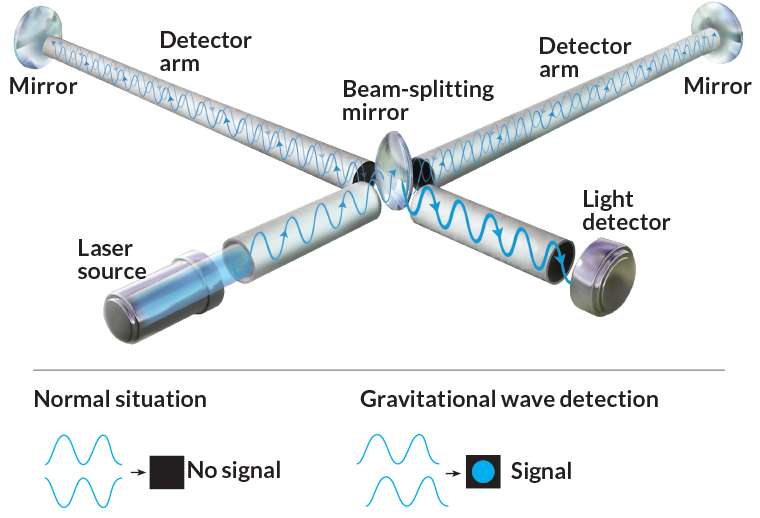 Detector
arm
Detector
arm
Mirror
Beam-splitting
mirror
Mirror
Light
detector
Laser
source
Normal situation
Gravitational wave detection
No signal
Signal